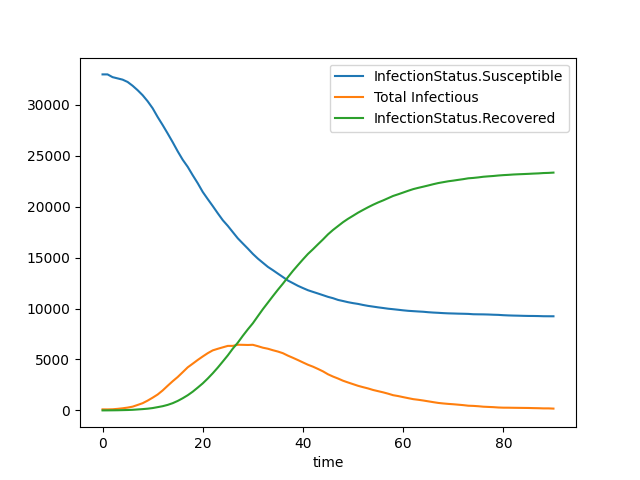 InfectionStatus.Susceptible
Total Infectious
InfectionStatus.Recovered
30000
25000
20000
15000
10000
5000
0
0 20 40 60 80
time